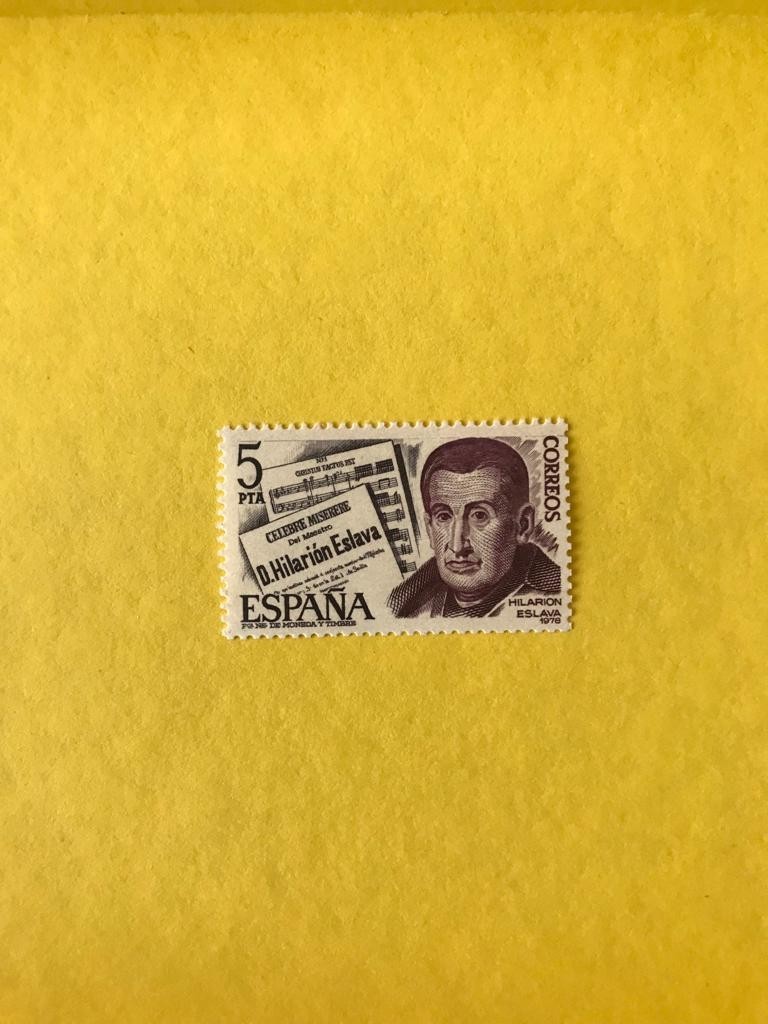 5
PTA
Nº1
CHRISTUS FACTUS EST
CELEBRE MISERERE
Del Maestro
D. Hilarión Eslava
ESPAÑA
DE MONEDA Y TIMBRE
CORREOS
HILARION
ESLAVA
1978